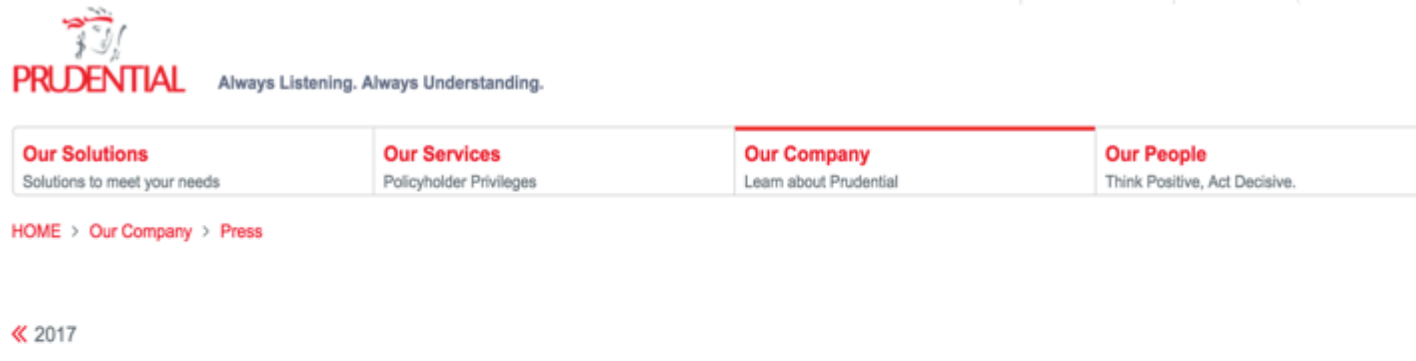 PRUDENTIAL
Always Listening. Always Understanding.
Our Solutions
Solutions to meet your needs
Our Services
Policyholder Privileges
Our Company
Learn about Prudential
Our People
Think Positive, Act Decisive.
HOME > Our Company > Press
« 2017